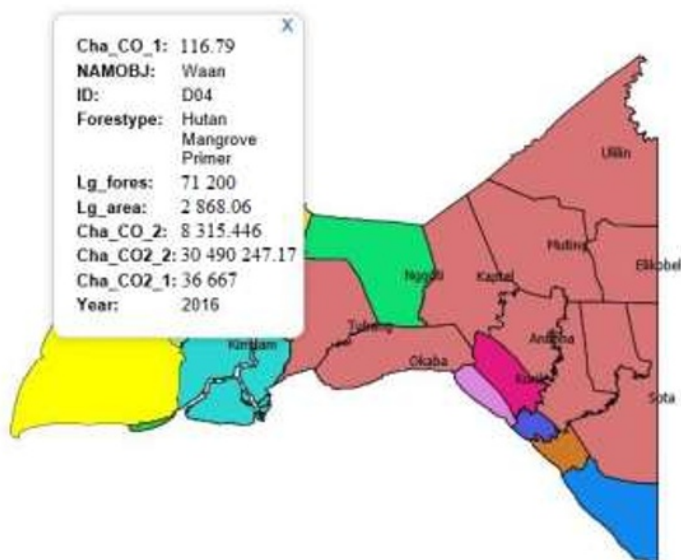 X
Cha_CO_1: 116.79
NAMOBJ: Waan
ID: D04
Forestype: Hutan
Mangrove
Primer
Lg_fores: 71 200
Lg_area: 2 868.06
Cha_CO_2: 8 315.446
Cha_CO2_2: 30 490 247.17
Cha_CO2_1: 36 667
Year: 2016
Ulilin
Muting
Elikobel
Ngguti
Kaptel
Tubang
Kimaam
Okaba
Animha
Kurik
Sota